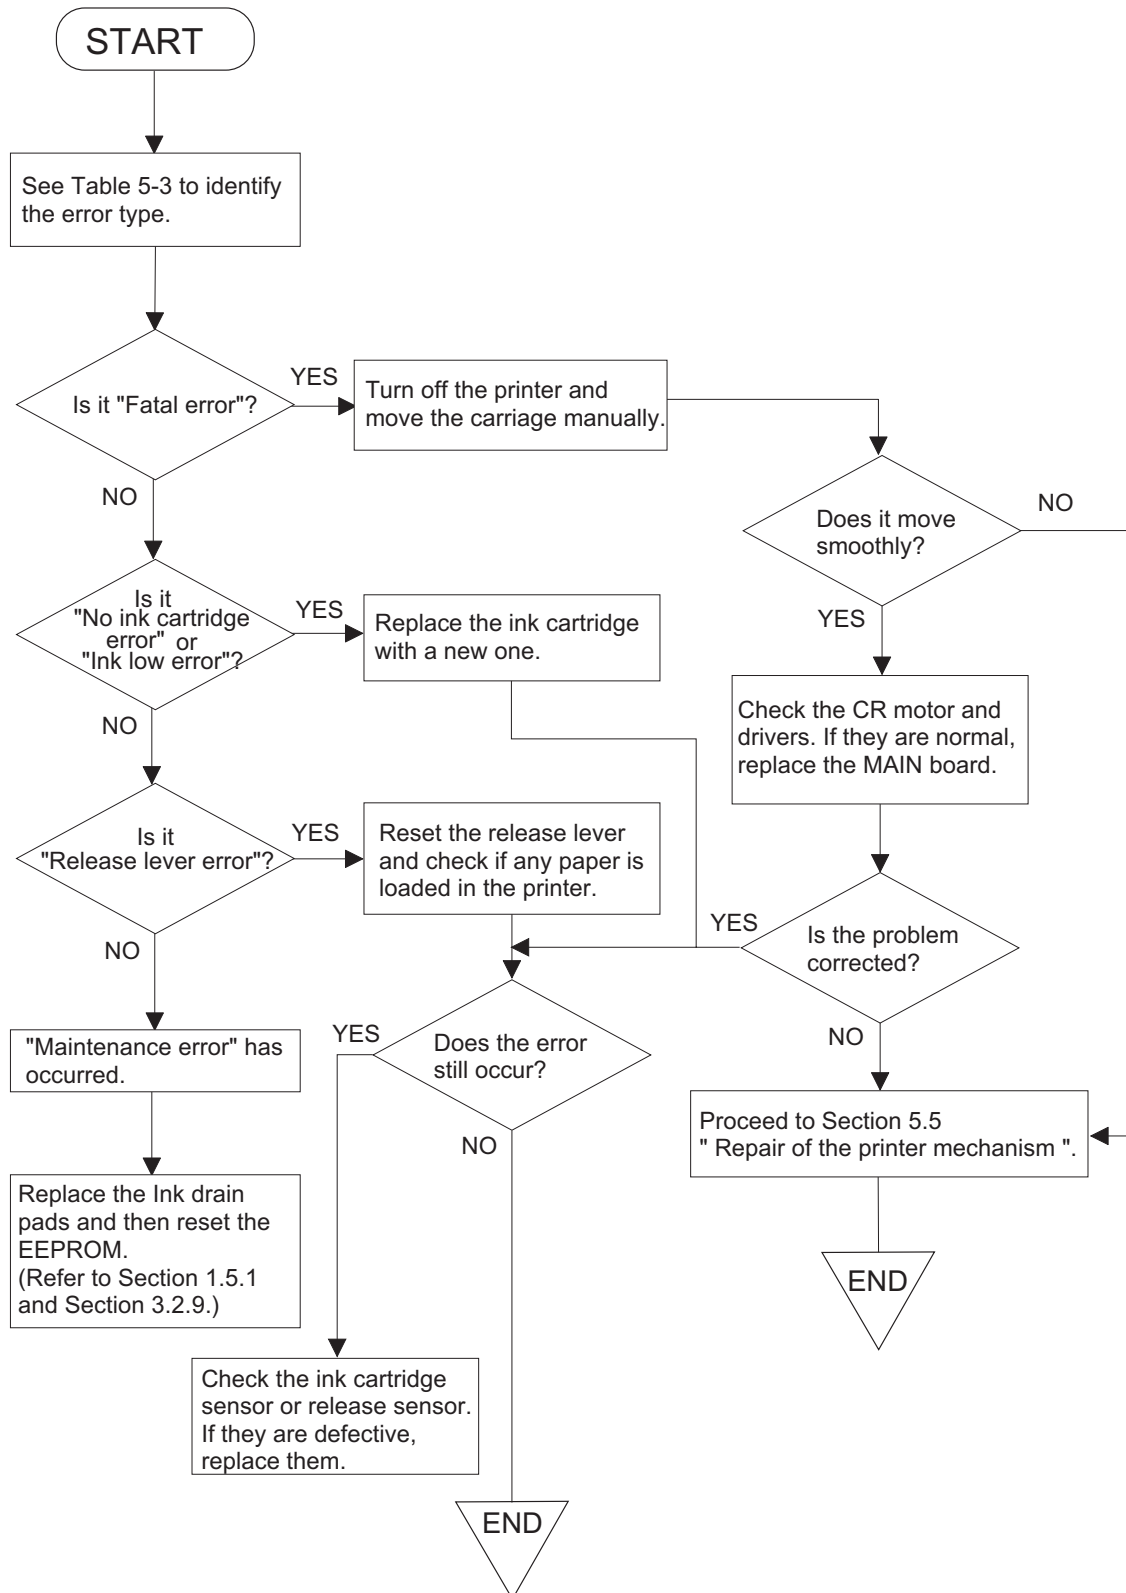 START
See Table 5-3 to identify
the error type.
Is it "Fatal error"?
YES
Turn off the printer and
move the carriage manually.
NO
Does it move
smoothly?
NO
YES
Is it
"No ink cartridge
error" or
"Ink low error"?
YES
Replace the ink cartridge
with a new one.
NO
Check the CR motor and
drivers. If they are normal,
replace the MAIN board.
Is it
"Release lever error"?
YES
Reset the release lever
and check if any paper is
loaded in the printer.
NO
YES
Is the problem
corrected?
NO
"Maintenance error" has
occurred.
YES
Does the error
still occur?
NO
Proceed to Section 5.5
" Repair of the printer mechanism ".
Replace the Ink drain
pads and then reset the
EEPROM.
(Refer to Section 1.5.1
and Section 3.2.9.)
END
Check the ink cartridge
sensor or release sensor.
If they are defective,
replace them.
END